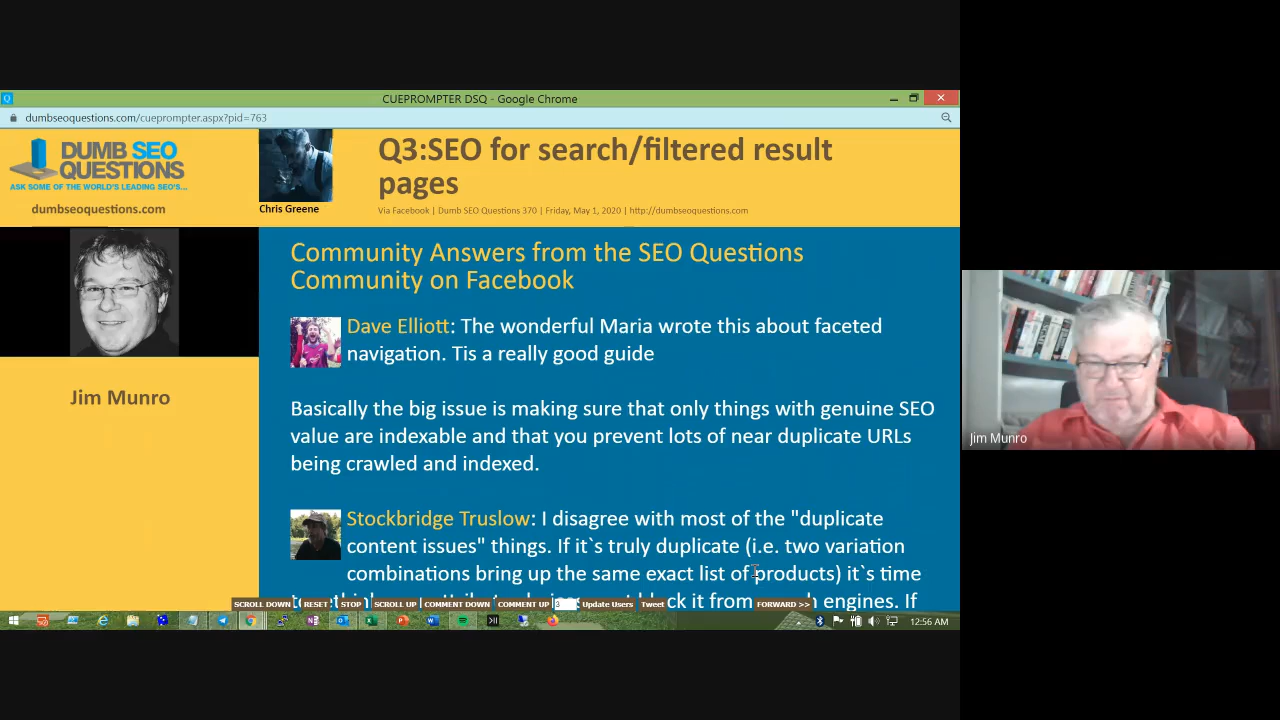 CUEPROMPTER DSQ - Google Chrome
dumbseoquestions.com/cueprompter.aspx?pid=763
DUMB SEO
QUESTIONS
ASK SOME OF THE WORLD'S LEADING SEO'S...
dumbseoquestions.com
Chris Greene
Q3:SEO for search/filtered result
pages
Via Facebook | Dumb SEO Questions 370 | Friday, May 1, 2020 | http://dumbseoquestions.com
Jim Munro
Community Answers from the SEO Questions
Community on Facebook
Dave Elliott: The wonderful Maria wrote this about faceted
navigation. Tis a really good guide
Basically the big issue is making sure that only things with genuine SEO
value are indexable and that you prevent lots of near duplicate URLs
being crawled and indexed.
Stockbridge Truslow: I disagree with most of the "duplicate
content issues" things. If it`s truly duplicate (i.e. two variation
combinations bring up the same exact list of products) it`s time
it from engines. If
SCROLL DOWN RESET STOP SCROLL UP COMMENT DOWN COMMENT UP Update Users Tweet FORWARD >>
12:56 AM
Jim Munro